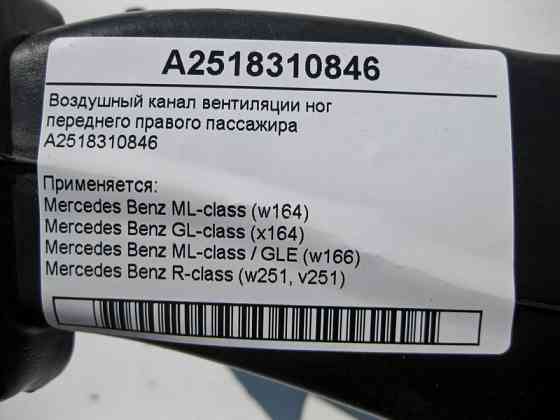 A2518310846
Воздушный канал вентиляции ног
переднего правого пассажира
A2518310846
Применяется:
Mercedes Benz ML-class (w164)
Mercedes Benz GL-class (x164)
Mercedes Benz ML-class / GLE (w166)
Mercedes Benz R-class (w251, v251)